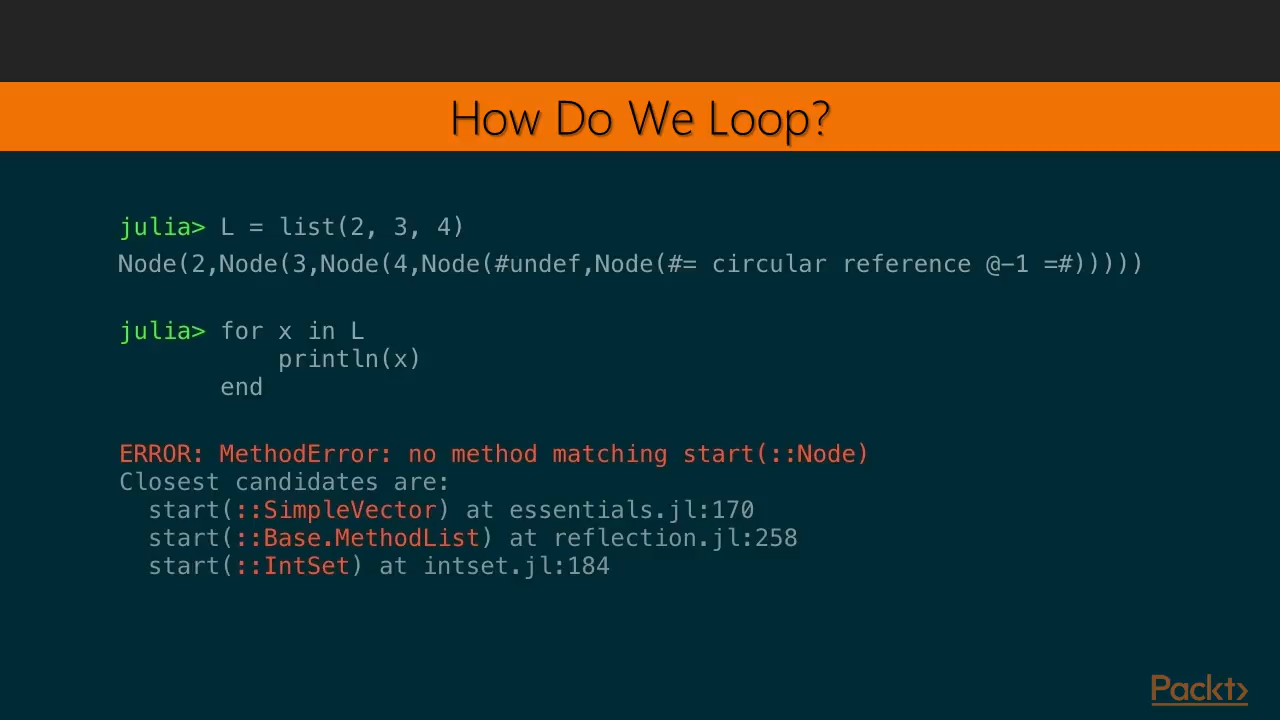 How Do We Loop?
julia> L = list(2, 3, 4)
Node(2,Node(3,Node(4,Node(#undef,Node(#= circular reference @-1 =#)))))
julia> for x in L
println(x)
end
ERROR: MethodError: no method matching start(::Node)
Closest candidates are:
start(::SimpleVector) at essentials.jl:170
start(::Base.MethodList) at reflection.jl:258
start(::IntSet) at intset.jl:184
Packt>